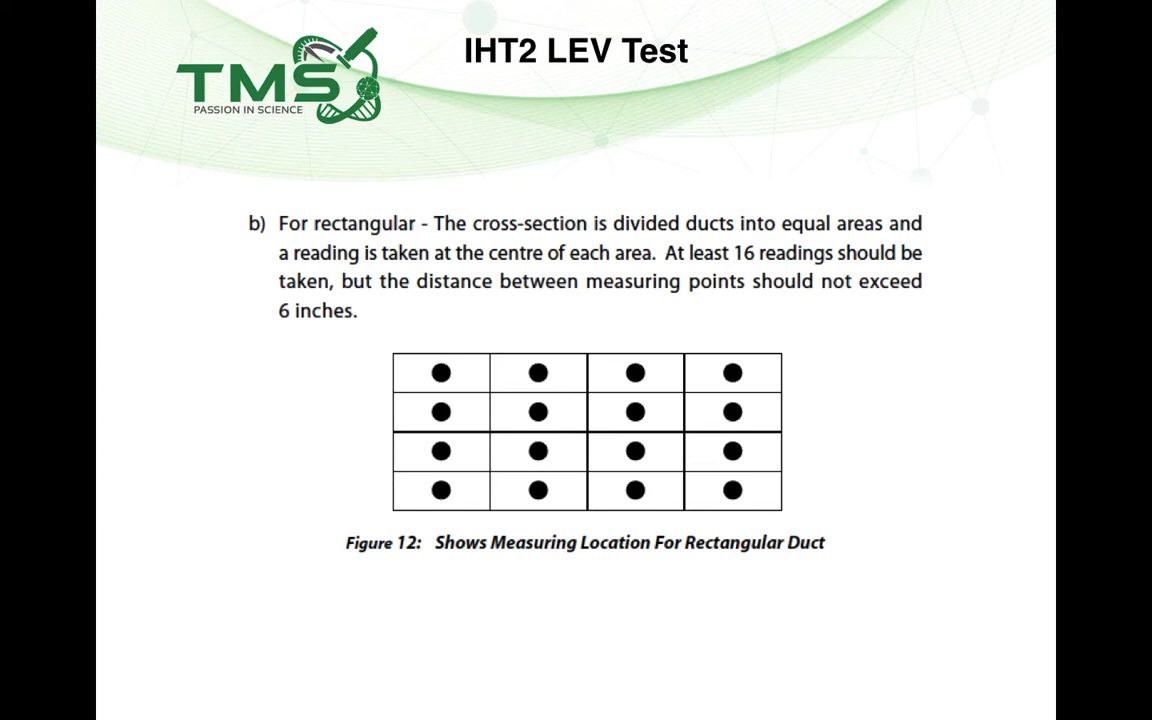 IHT2 LEV Test
TMS
PASSION IN SCIENCE
b) For rectangular - The cross-section is divided ducts into equal areas and
a reading is taken at the centre of each area. At least 16 readings should be
taken, but the distance between measuring points should not exceed
6 inches.
Figure 12: Shows Measuring Location For Rectangular Duct